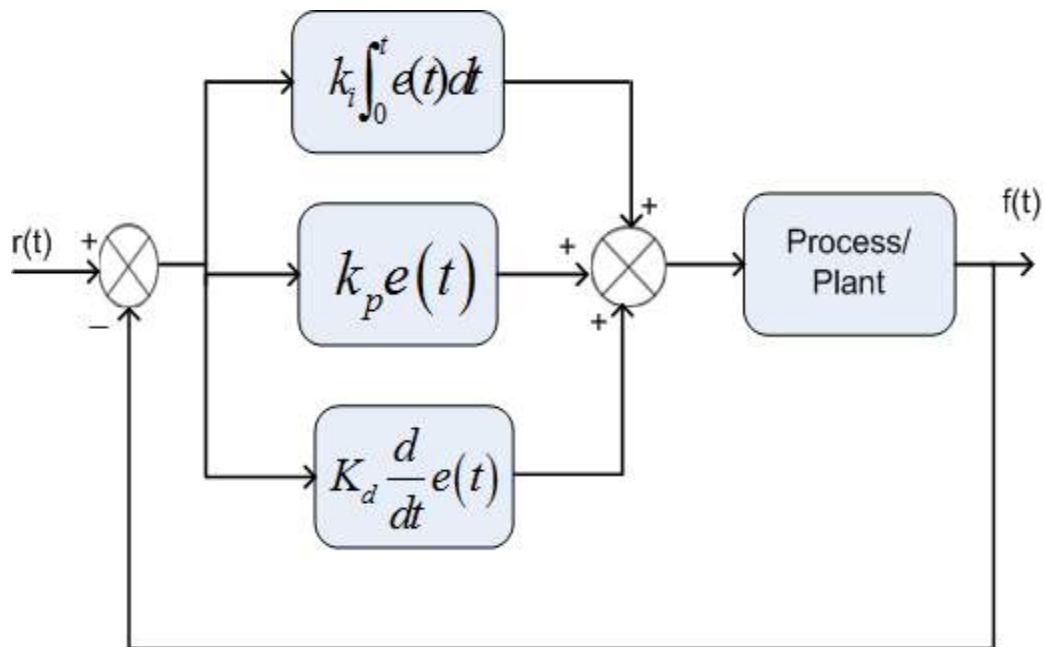 k_i ∫_0^t e(t)dt
f(t)
r(t)
+
+
+
k_p e(t)
Process/
Plant
−
+
K_d d/dt e(t)